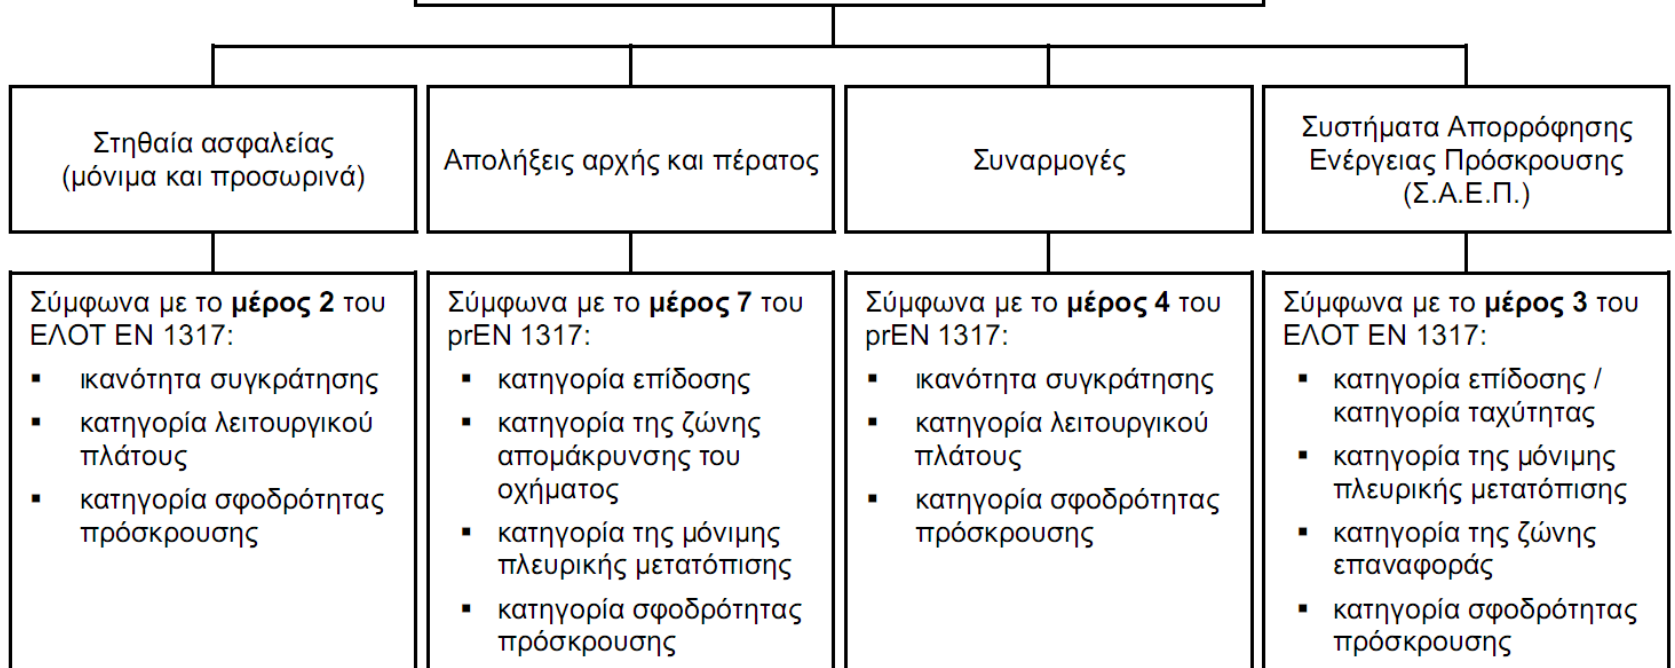 Στηθαία ασφαλείας
(μόνιμα και προσωρινά)
Απολήξεις αρχής και πέρατος
Συναρμογές
Συστήματα Απορρόφησης
Ενέργειας Πρόσκρουσης
(Σ.Α.Ε.Π.)
Σύμφωνα με το μέρος 2 του
ΕΛΟΤ ΕΝ 1317:
▪ ικανότητα συγκράτησης
▪ κατηγορία λειτουργικού
πλάτους
▪ κατηγορία σφοδρότητας
πρόσκρουσης
Σύμφωνα με το μέρος 7 του
prEN 1317:
▪ κατηγορία επίδοσης
▪ κατηγορία της ζώνης
απομάκρυνσης του
οχήματος
▪ κατηγορία της μόνιμης
πλευρικής μετατόπισης
▪ κατηγορία σφοδρότητας
πρόσκρουσης
Σύμφωνα με το μέρος 4 του
prEN 1317:
▪ ικανότητα συγκράτησης
▪ κατηγορία λειτουργικού
πλάτους
▪ κατηγορία σφοδρότητας
πρόσκρουσης
Σύμφωνα με το μέρος 3 του
ΕΛΟΤ ΕΝ 1317:
▪ κατηγορία επίδοσης /
κατηγορία ταχύτητας
▪ κατηγορία της μόνιμης
πλευρικής μετατόπισης
▪ κατηγορία της ζώνης
επαναφοράς
▪ κατηγορία σφοδρότητας
πρόσκρουσης